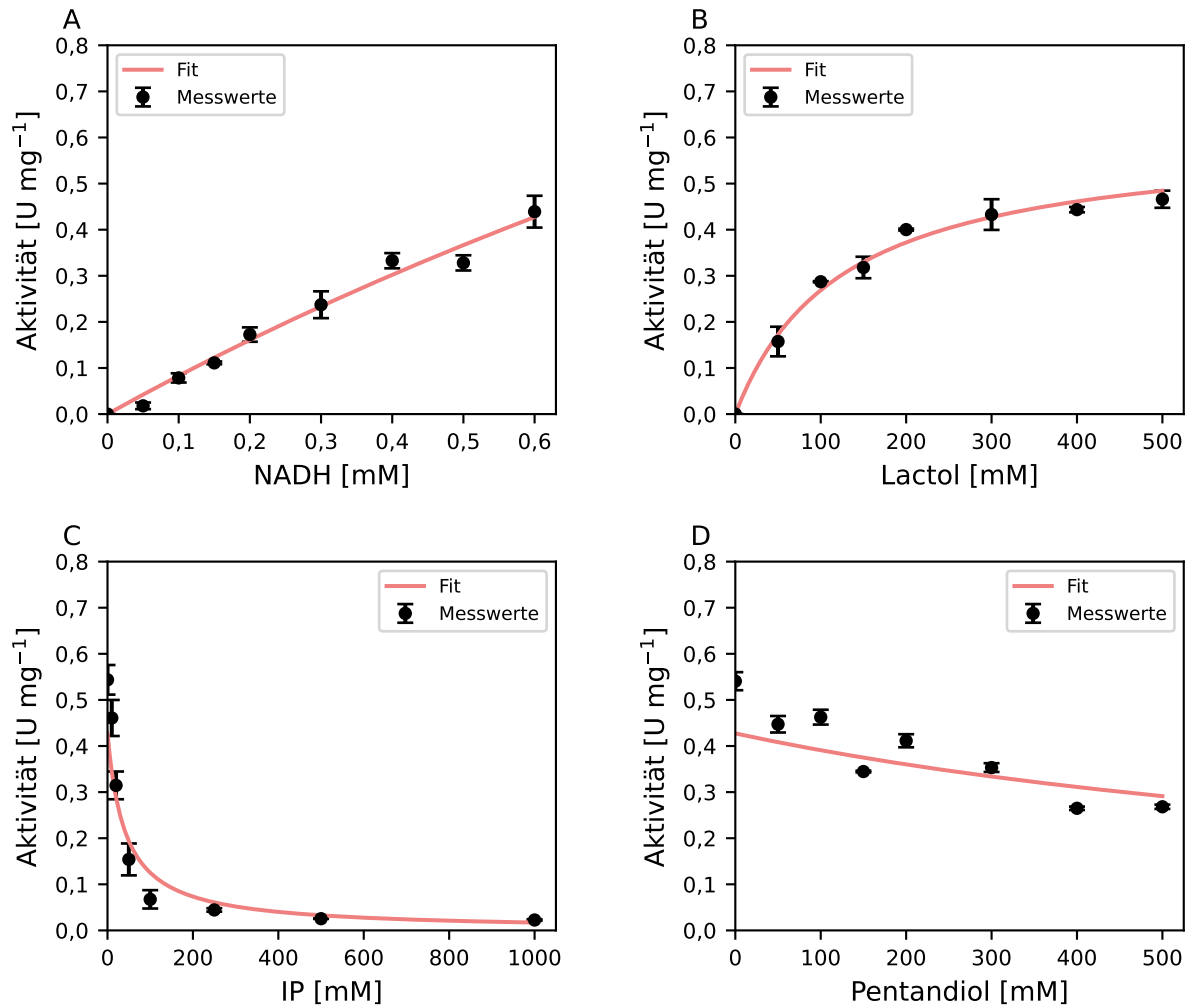 A
Fit
Messwerte
0,8
0,7
0,6
0,5
0,4
0,3
0,2
0,1
0,0
Aktivität [U mg⁻¹]
0 0,1 0,2 0,3 0,4 0,5 0,6
NADH [mM]
B
Fit
Messwerte
0,8
0,7
0,6
0,5
0,4
0,3
0,2
0,1
0,0
Aktivität [U mg⁻¹]
0 100 200 300 400 500
Lactol [mM]
C
Fit
Messwerte
0,8
0,7
0,6
0,5
0,4
0,3
0,2
0,1
0,0
Aktivität [U mg⁻¹]
0 200 400 600 800 1000
IP [mM]
D
Fit
Messwerte
0,8
0,7
0,6
0,5
0,4
0,3
0,2
0,1
0,0
Aktivität [U mg⁻¹]
0 100 200 300 400 500
Pentandiol [mM]